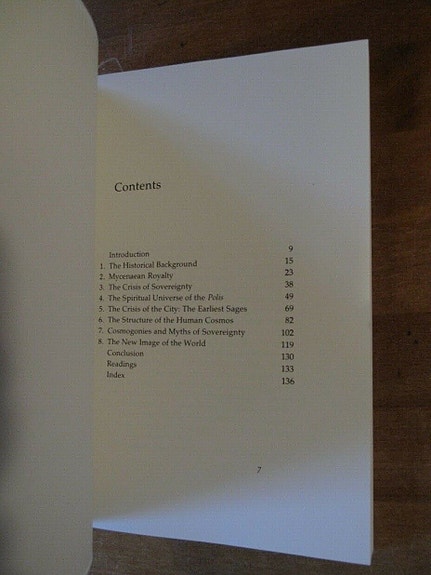 Contents
Introduction 9
1. The Historical Background 15
2. Mycenaean Royalty 23
3. The Crisis of Sovereignty 38
4. The Spiritual Universe of the Polis 49
5. The Crisis of the City: The Earliest Sages 69
6. The Structure of the Human Cosmos 82
7. Cosmogonies and Myths of Sovereignty 102
8. The New Image of the World 119
Conclusion 130
Readings 133
Index 136
7